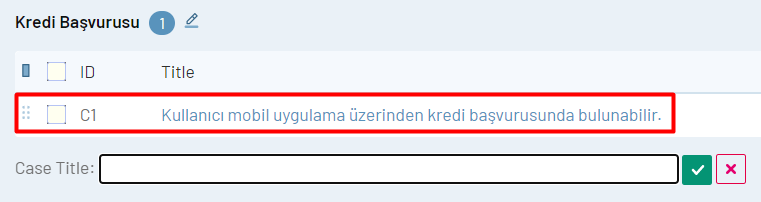 Kredi Başvurusu 1
ID Title
C1 Kullanıcı mobil uygulama üzerinden kredi başvurusunda bulunabilir.
Case Title: